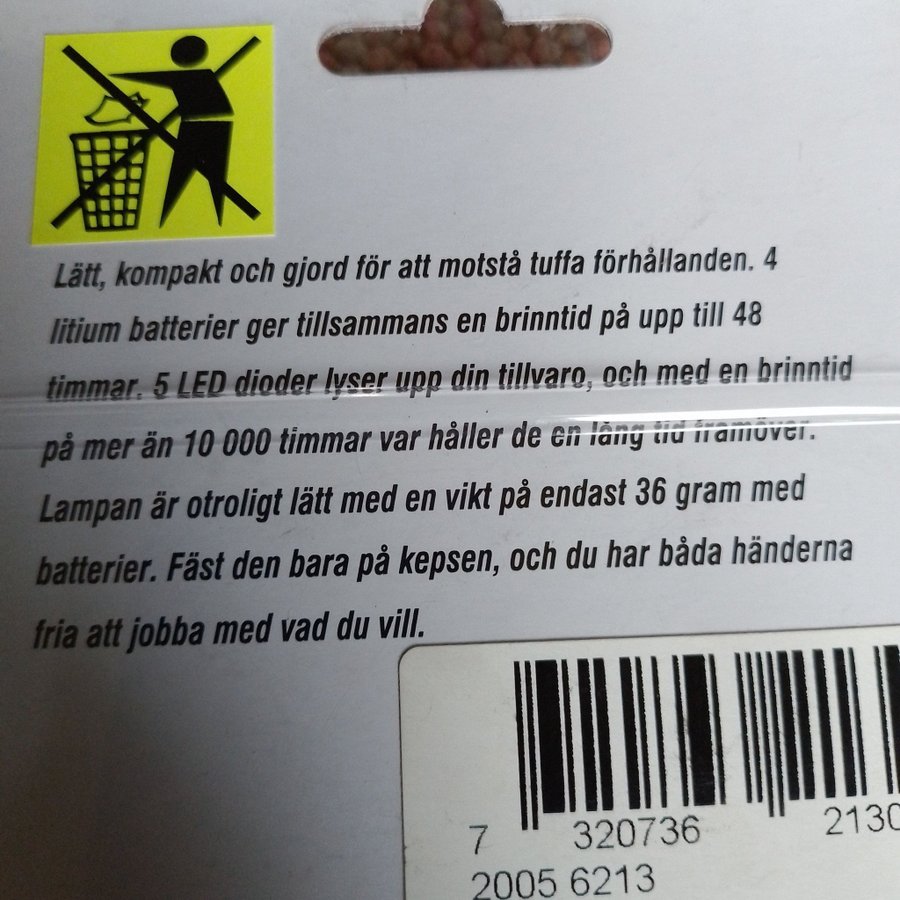 Lätt, kompakt och gjord för att motstå tuffa förhållanden. 4
litium batterier ger tillsammans en brinntid på upp till 48
timmar. 5 LED dioder lyser upp din tillvaro, och med en brinntid
på mer än 10 000 timmar var håller de en lång tid framöver.
Lampan är otroligt lätt med en vikt på endast 36 gram med
batterier. Fäst den bara på kepsen, och du har båda händerna
fria att jobba med vad du vill.
7 320736 2130
2005 6213